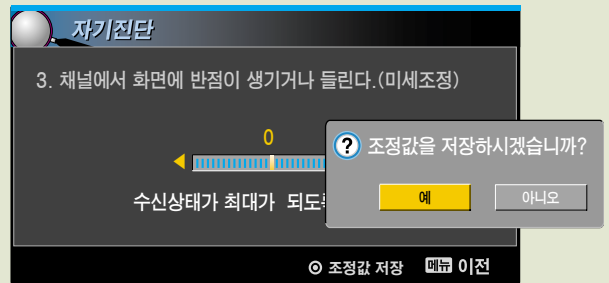 자기진단
3. 채널에서 화면에 반점이 생기거나 들린다.(미세조정)
0
? 조정값을 저장하시겠습니까?
예 아니오
수신상태가 최대가 되도록
조정값 저장 메뉴 이전